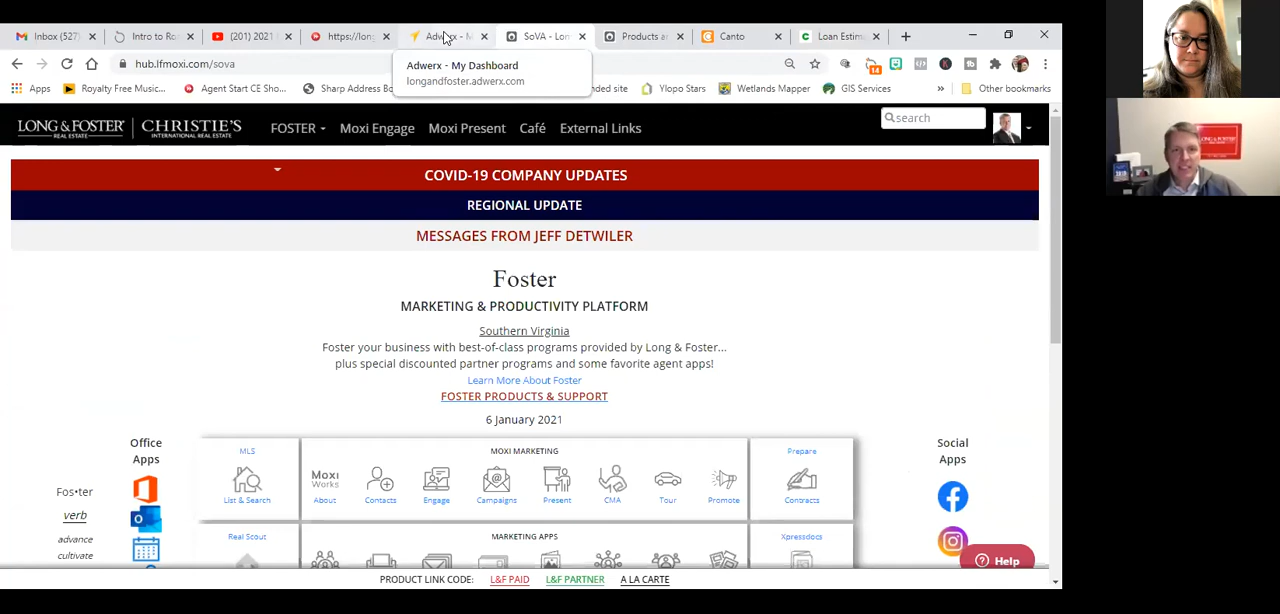 Inbox (527)
Intro to Ro
(201) 2021
https://long
Adwerx - M
SoVA - Lon
Products an
Canto
Loan Estim
hub.lfmoxi.com/sova
Adwerx - My Dashboard
longandfoster.adwerx.com
14
Apps
Royalty Free Music...
Agent Start CE Sho...
Sharp Address Bo
nded site
Ylopo Stars
Wetlands Mapper
GIS Services
»
Other bookmarks
LONG & FOSTER
REAL ESTATE
CHRISTIE'S
INTERNATIONAL REAL ESTATE
FOSTER
Moxi Engage
Moxi Present
Café
External Links
search
COVID-19 COMPANY UPDATES
REGIONAL UPDATE
MESSAGES FROM JEFF DETWILER
Foster
MARKETING & PRODUCTIVITY PLATFORM
Southern Virginia
Foster your business with best-of-class programs provided by Long & Foster...
plus special discounted partner programs and some favorite agent apps!
Learn More About Foster
FOSTER PRODUCTS & SUPPORT
6 January 2021
Office
Apps
Fos•ter
verb
advance
cultivate
MLS
List & Search
MOXI MARKETING
Moxi
Works
About
Contacts
Engage
Campaigns
Present
CMA
Tour
Promote
Prepare
Contracts
Social
Apps
Real Scout
MARKETING APPS
Xpressdocs
Help
PRODUCT LINK CODE:
L&F PAID
L&F PARTNER
A LA CARTE
LONG & FOSTER